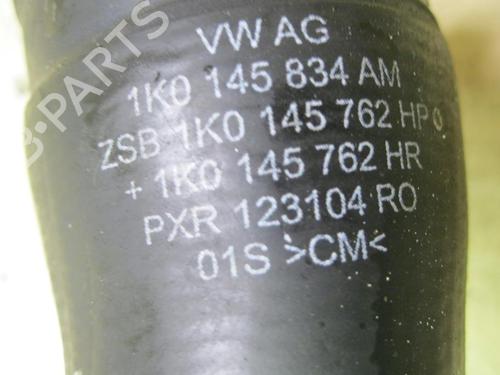 B-PARTS
VW AG
1K0 145 834 AM
ZSB 1K0 145 762 HP
+ 1K0 145 762 HR
PXR 123104 RO
01S >CM<